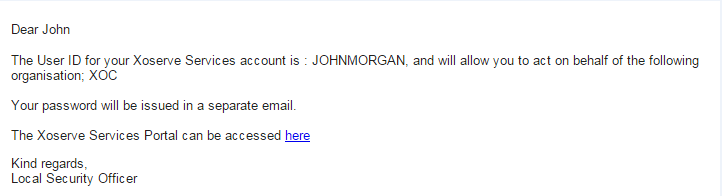 Dear John
The User ID for your Xoserve Services account is : JOHNMORGAN, and will allow you to act on behalf of the following
organisation; XOC
Your password will be issued in a separate email.
The Xoserve Services Portal can be accessed here
Kind regards,
Local Security Officer